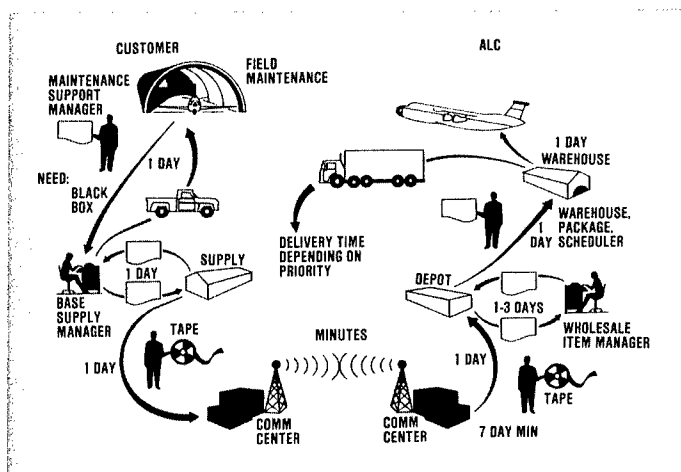 CUSTOMER
ALC
FIELD
MAINTENANCE
MAINTENANCE
SUPPORT
MANAGER
1 DAY
NEED:
BLACK
BOX
1 DAY
WAREHOUSE
WAREHOUSE,
PACKAGE,
SCHEDULER
1
DAY
DELIVERY TIME
DEPENDING ON
PRIORITY
SUPPLY
1 DAY
BASE
SUPPLY
MANAGER
DEPOT
1-3 DAYS
WHOLESALE
ITEM MANAGER
TAPE
1 DAY
MINUTES
1 DAY
TAPE
COMM
CENTER
COMM
CENTER
7 DAY MIN